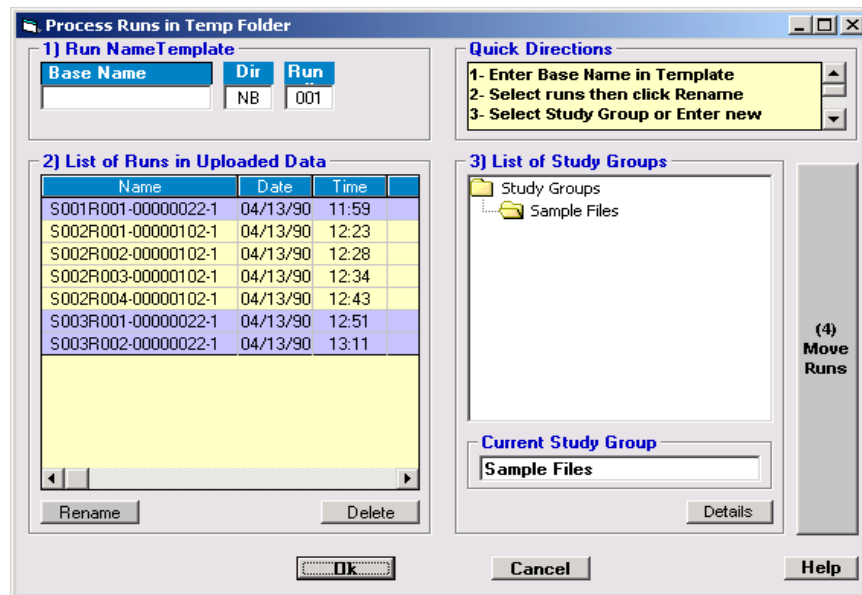 Process Runs in Temp Folder
1) Run NameTemplate
Base Name Dir Run
NB 001
Quick Directions
1- Enter Base Name in Template
2- Select runs then click Rename
3- Select Study Group or Enter new
2) List of Runs in Uploaded Data
Name Date Time
S001R001-00000022-1 04/13/90 11:59
S002R001-00000102-1 04/13/90 12:23
S002R002-00000102-1 04/13/90 12:28
S002R003-00000102-1 04/13/90 12:34
S002R004-00000102-1 04/13/90 12:43
S003R001-00000022-1 04/13/90 12:51
S003R002-00000022-1 04/13/90 13:11
Rename Delete
3) List of Study Groups
Study Groups
Sample Files
Current Study Group
Sample Files
Details
(4)
Move
Runs
Ok Cancel Help